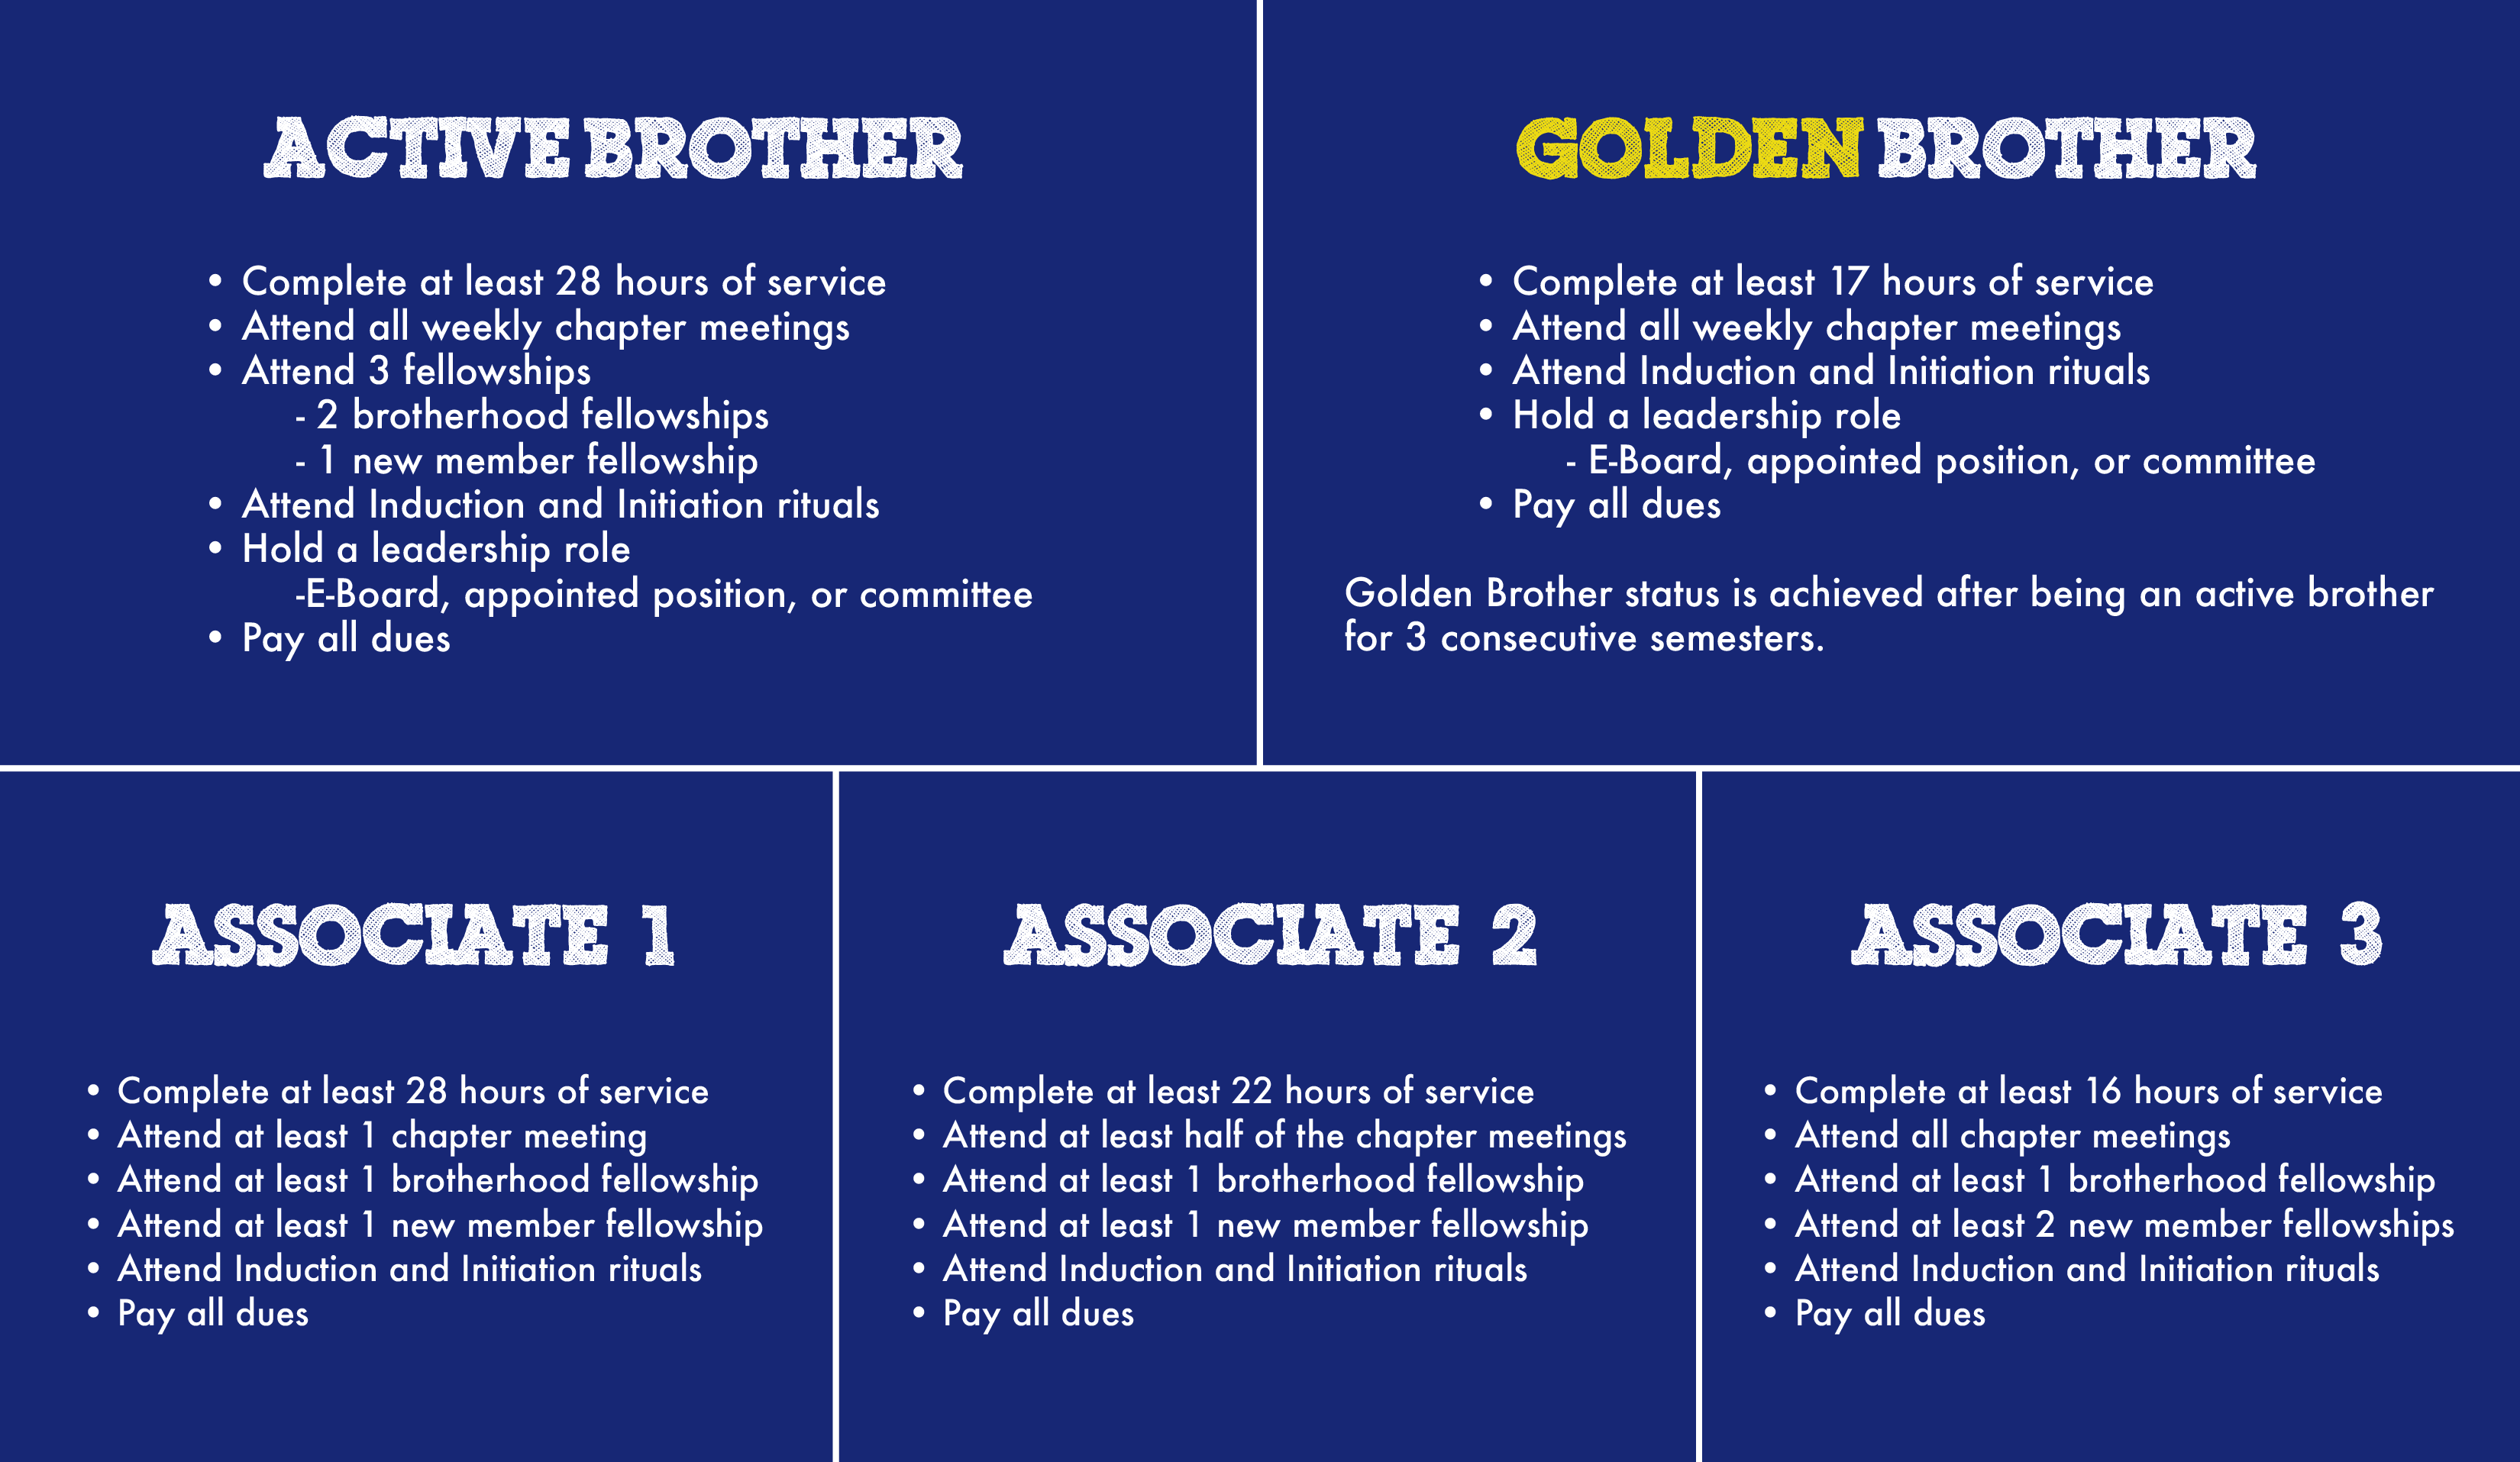 ACTIVE BROTHER
• Complete at least 28 hours of service
• Attend all weekly chapter meetings
• Attend 3 fellowships
- 2 brotherhood fellowships
- 1 new member fellowship
• Attend Induction and Initiation rituals
• Hold a leadership role
-E-Board, appointed position, or committee
• Pay all dues
GOLDEN BROTHER
• Complete at least 17 hours of service
• Attend all weekly chapter meetings
• Attend Induction and Initiation rituals
• Hold a leadership role
- E-Board, appointed position, or committee
• Pay all dues
Golden Brother status is achieved after being an active brother
for 3 consecutive semesters.
ASSOCIATE 1
• Complete at least 28 hours of service
• Attend at least 1 chapter meeting
• Attend at least 1 brotherhood fellowship
• Attend at least 1 new member fellowship
• Attend Induction and Initiation rituals
• Pay all dues
ASSOCIATE 2
• Complete at least 22 hours of service
• Attend at least half of the chapter meetings
• Attend at least 1 brotherhood fellowship
• Attend at least 1 new member fellowship
• Attend Induction and Initiation rituals
• Pay all dues
ASSOCIATE 3
• Complete at least 16 hours of service
• Attend all chapter meetings
• Attend at least 1 brotherhood fellowship
• Attend at least 2 new member fellowships
• Attend Induction and Initiation rituals
• Pay all dues